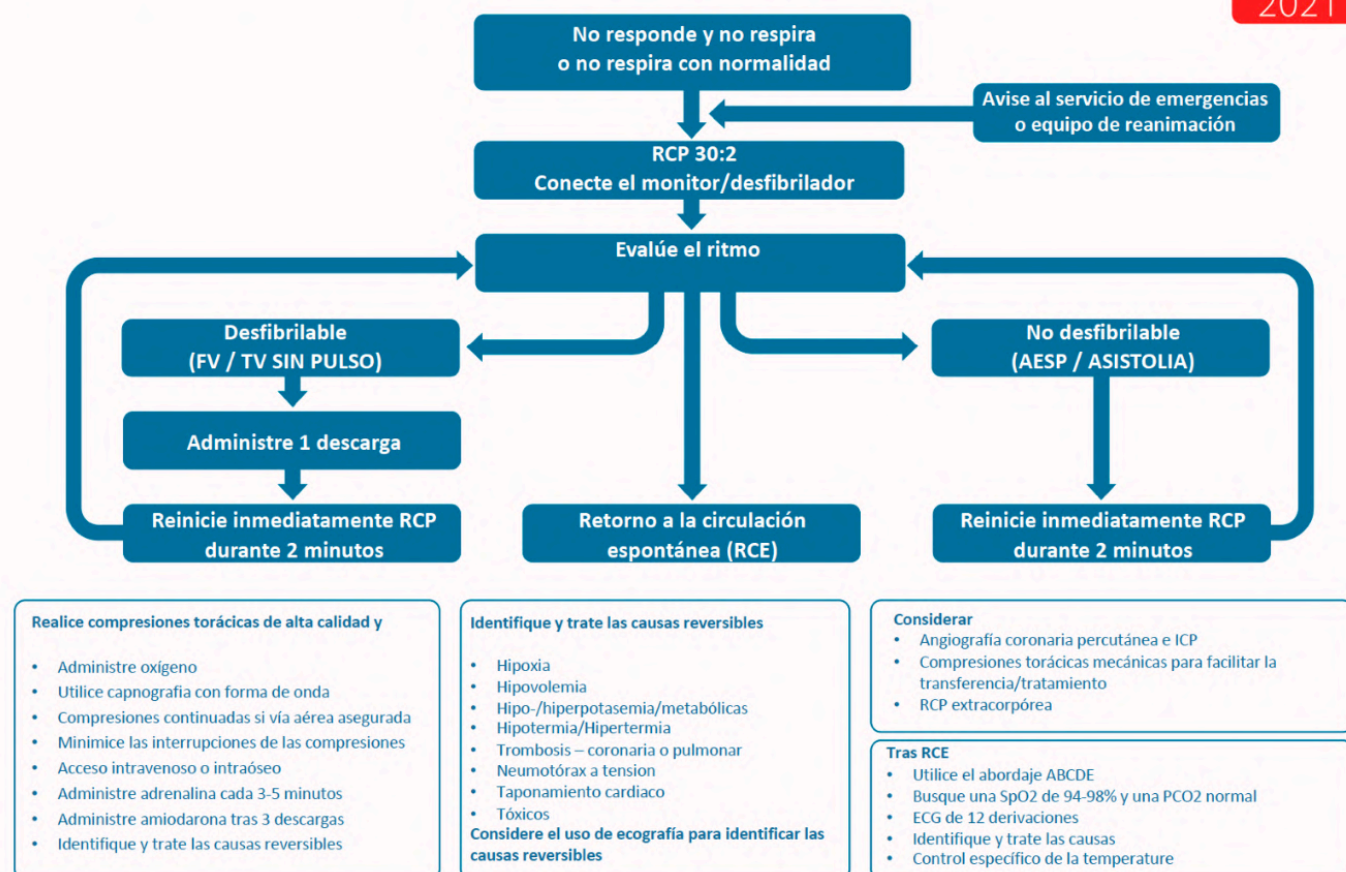 2021
No responde y no respira
o no respira con normalidad
Avise al servicio de emergencias
o equipo de reanimación
RCP 30:2
Conecte el monitor/desfibrilador
Evalúe el ritmo
Desfibrilable
(FV / TV SIN PULSO)
No desfibrilable
(AESP / ASISTOLIA)
Administre 1 descarga
Reinicie inmediatamente RCP
durante 2 minutos
Retorno a la circulación
espontánea (RCE)
Reinicie inmediatamente RCP
durante 2 minutos
Realice compresiones torácicas de alta calidad y
• Administre oxígeno
• Utilice capnografia con forma de onda
• Compresiones continuadas si vía aérea asegurada
• Minimice las interrupciones de las compresiones
• Acceso intravenoso o intraóseo
• Administre adrenalina cada 3-5 minutos
• Administre amiodarona tras 3 descargas
• Identifique y trate las causas reversibles
Identifique y trate las causas reversibles
• Hipoxia
• Hipovolemia
• Hipo-/hiperpotasemia/metabólicas
• Hipotermia/Hipertermia
• Trombosis – coronaria o pulmonar
• Neumotórax a tension
• Taponamiento cardiaco
• Tóxicos
Considere el uso de ecografía para identificar las
causas reversibles
Considerar
• Angiografía coronaria percutánea e ICP
• Compresiones torácicas mecánicas para facilitar la
transferencia/tratamiento
• RCP extracorpórea
Tras RCE
• Utilice el abordaje ABCDE
• Busque una SpO2 de 94-98% y una PCO2 normal
• ECG de 12 derivaciones
• Identifique y trate las causas
• Control específico de la temperature